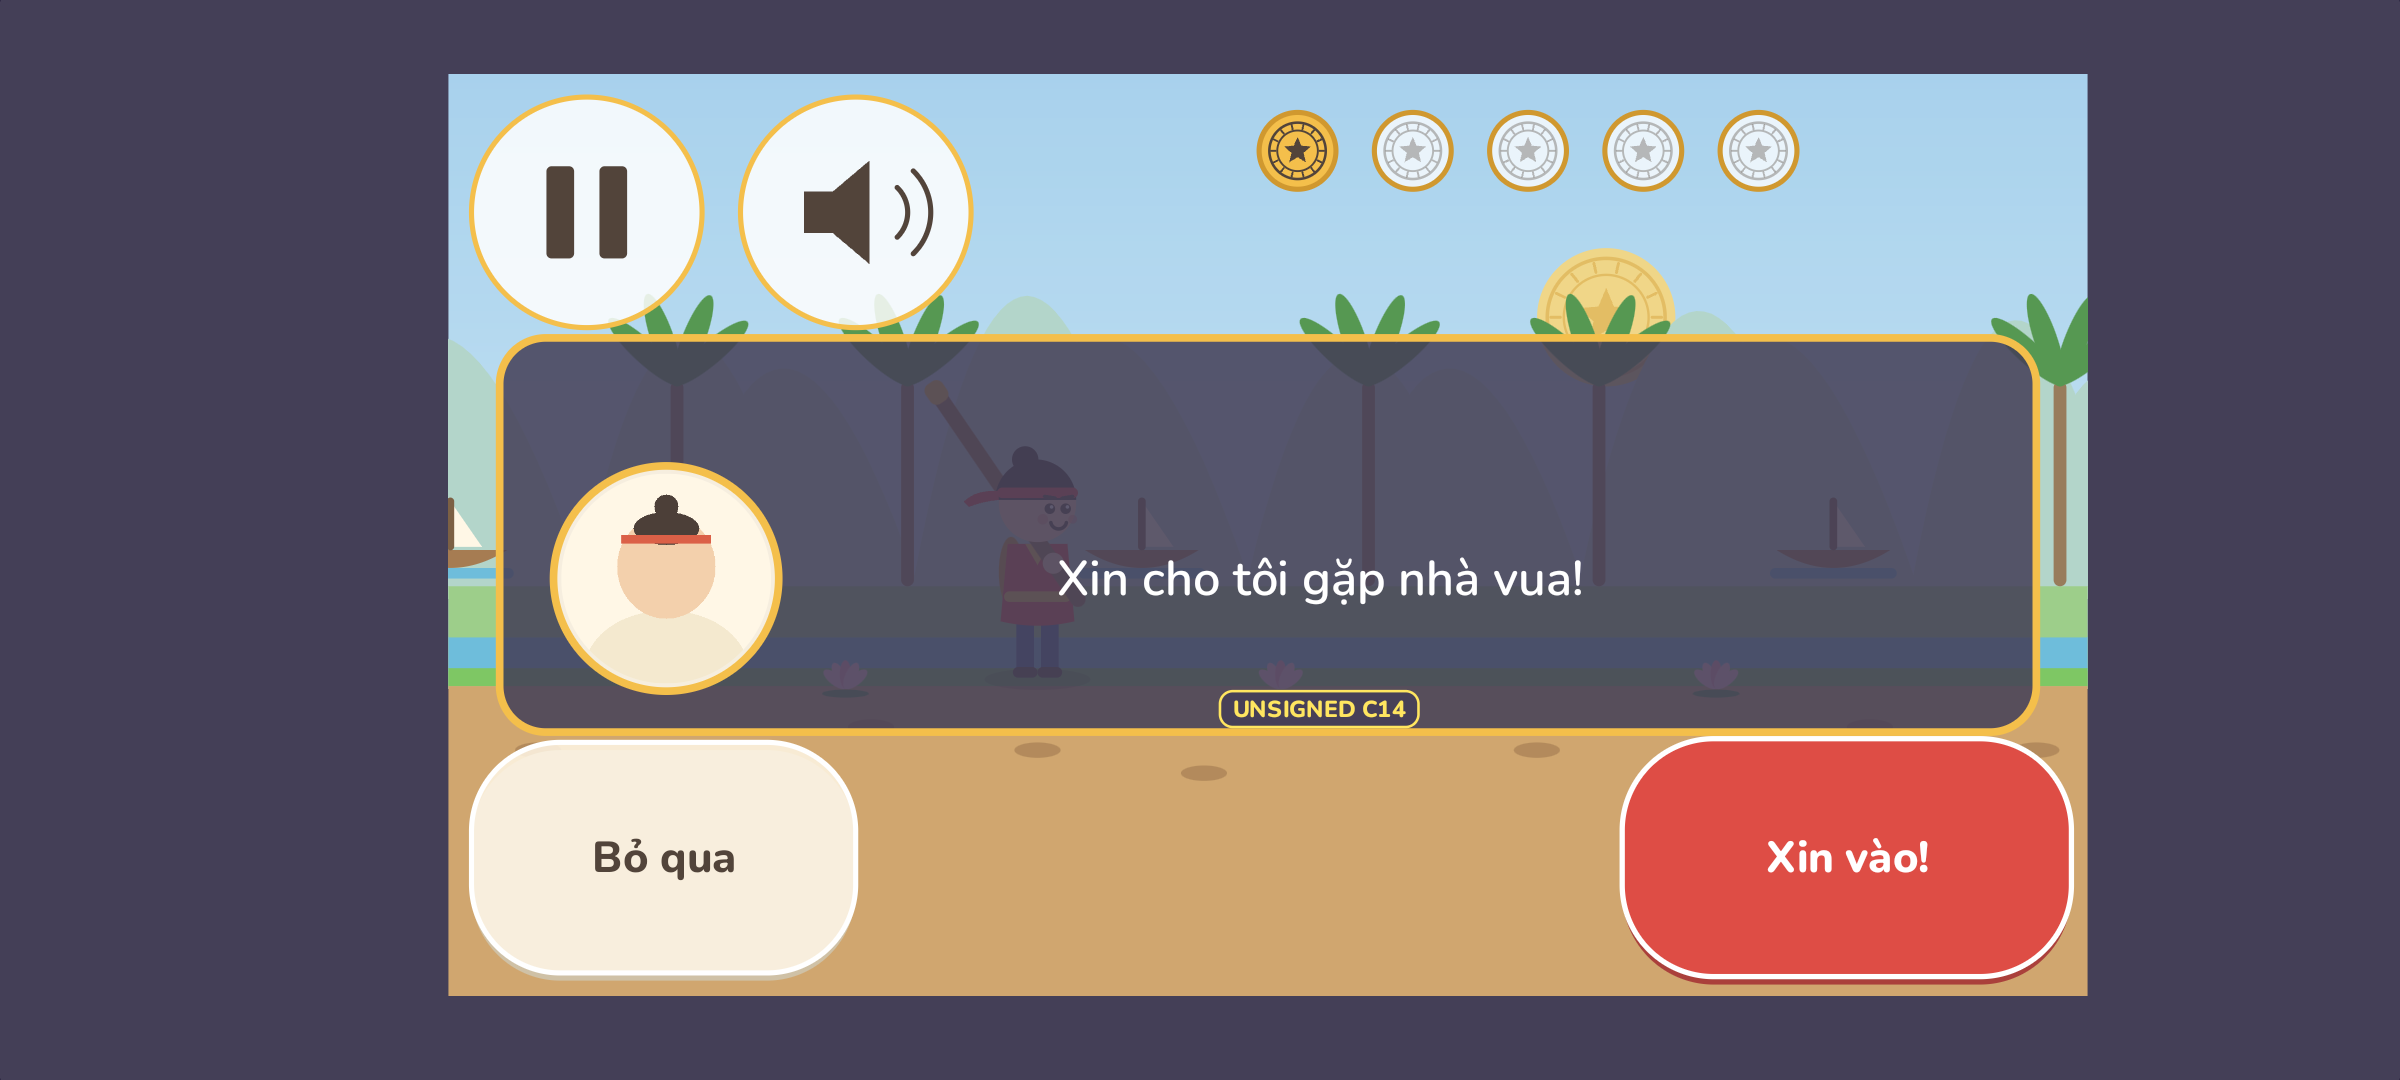 Xin cho tôi gặp nhà vua!
UNSIGNED C14
Bỏ qua
Xin vào!